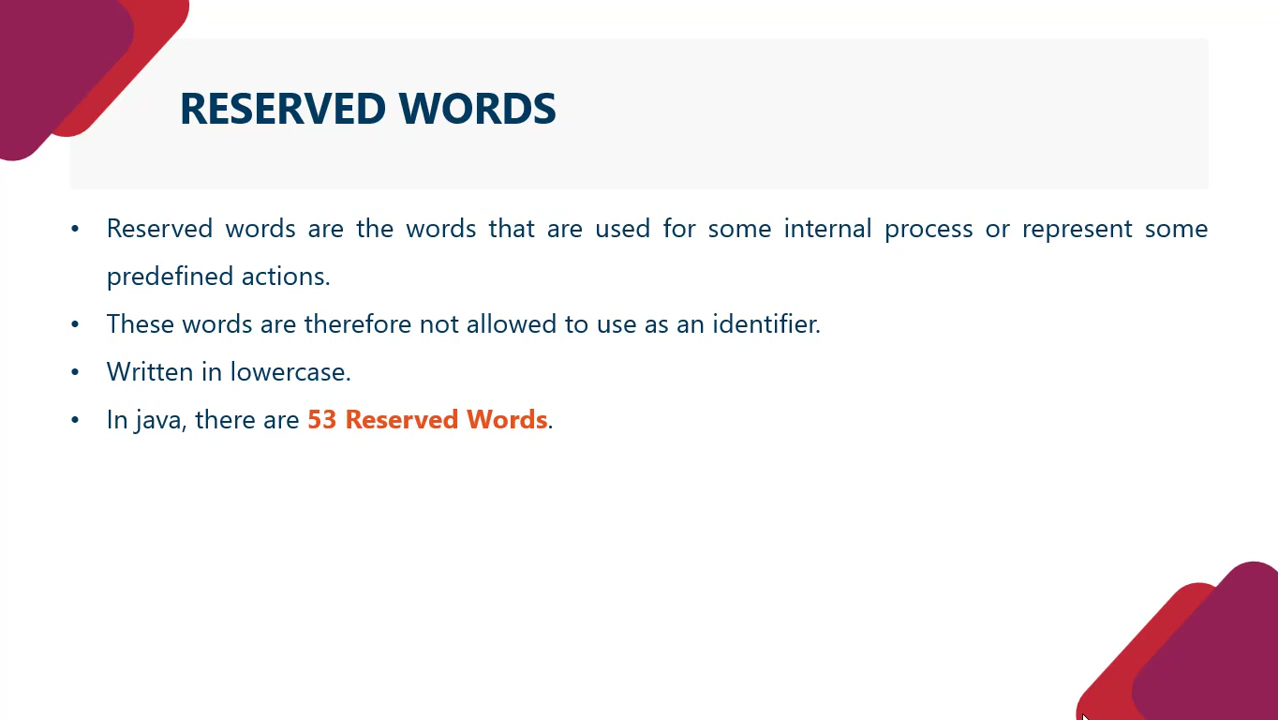 RESERVED WORDS
• Reserved words are the words that are used for some internal process or represent some
predefined actions.
• These words are therefore not allowed to use as an identifier.
• Written in lowercase.
• In java, there are 53 Reserved Words.